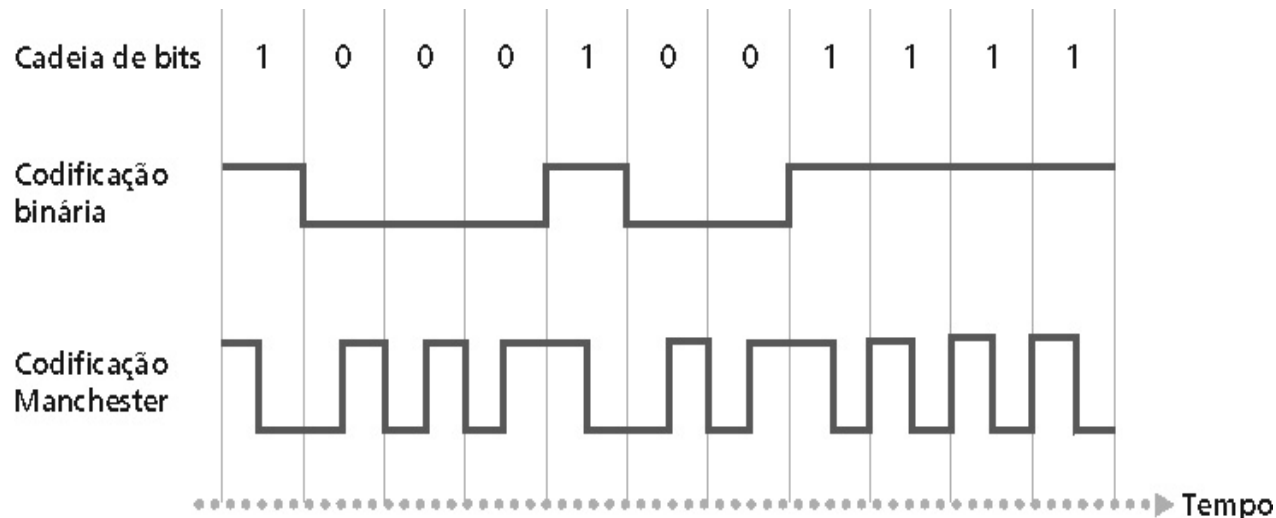 Cadeia de bits 1 0 0 0 1 0 0 1 1 1 1
Codificação
binária
Codificação
Manchester
Tempo